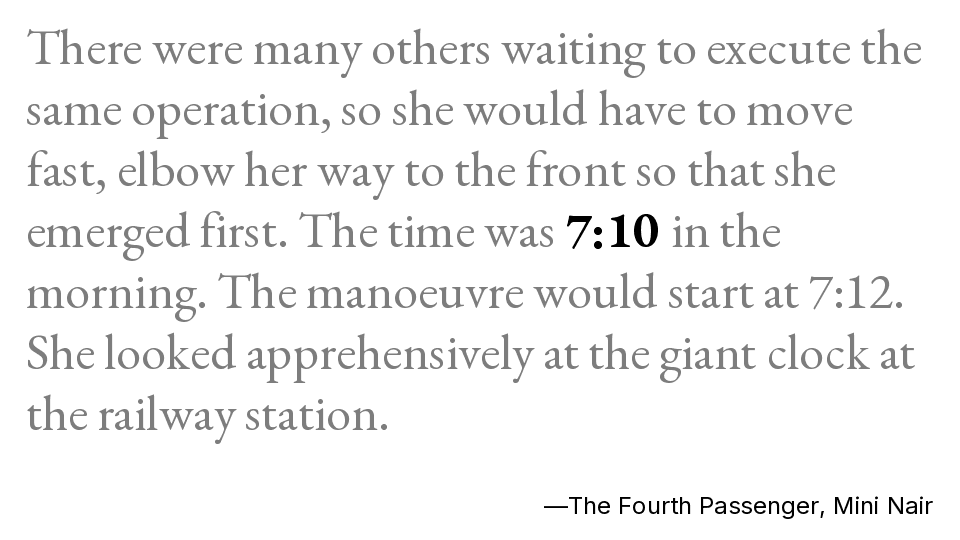 There were many others waiting to execute the
same operation, so she would have to move
fast, elbow her way to the front so that she
emerged first. The time was 7:10 in the
morning. The manoeuvre would start at 7:12.
She looked apprehensively at the giant clock at
the railway station.
—The Fourth Passenger, Mini Nair